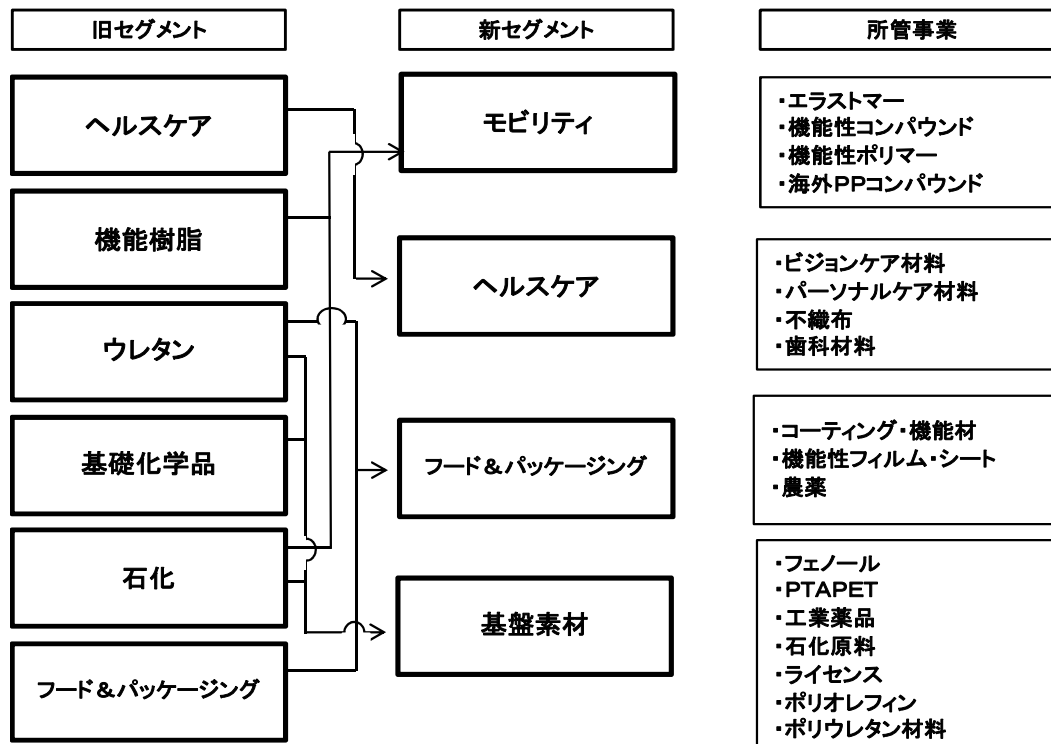 旧セグメント
新セグメント
所管事業
ヘルスケア
機能樹脂
ウレタン
基礎化学品
石化
フード＆パッケージング
モビリティ
ヘルスケア
フード＆パッケージング
基盤素材
・エラストマー
・機能性コンパウンド
・機能性ポリマー
・海外ＰＰコンパウンド
・ビジョンケア材料
・パーソナルケア材料
・不織布
・歯科材料
・コーティング・機能材
・機能性フィルム・シート
・農薬
・フェノール
・ＰＴＡＰＥＴ
・工業薬品
・石化原料
・ライセンス
・ポリオレフィン
・ポリウレタン材料